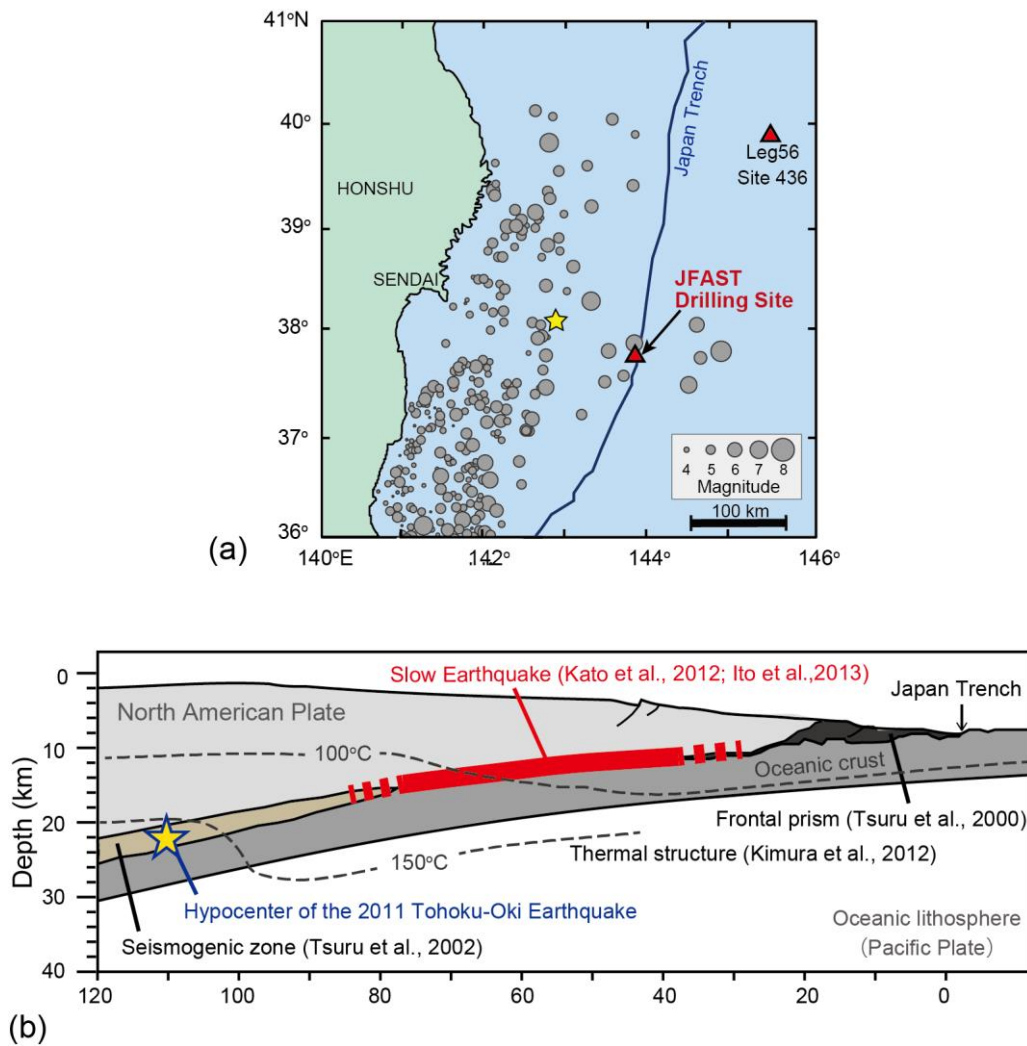 41°N
40°
39°
38°
37°
36°
140°E
142°
144°
146°
HONSHU
SENDAI
Japan Trench
Leg56
Site 436
JFAST
Drilling Site
4 5 6 7 8
Magnitude
100 km
(a)
0
10
20
30
40
Depth (km)
Slow Earthquake (Kato et al., 2012; Ito et al.,2013)
Japan Trench
North American Plate
100°C
Oceanic crust
Frontal prism (Tsuru et al., 2000)
150°C
Thermal structure (Kimura et al., 2012)
Hypocenter of the 2011 Tohoku-Oki Earthquake
Seismogenic zone (Tsuru et al., 2002)
Oceanic lithosphere
(Pacific Plate)
120 100 80 60 40 20 0
(b)